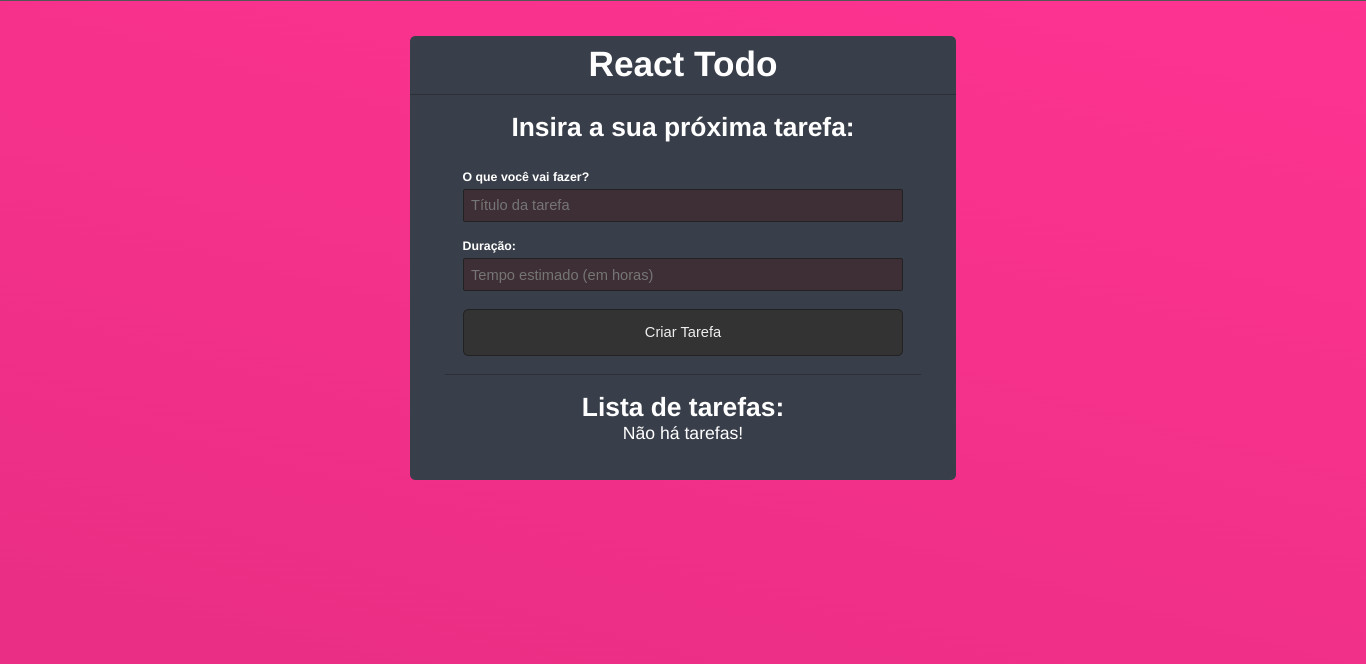 React Todo
Insira a sua próxima tarefa:
O que você vai fazer?
Título da tarefa
Duração:
Tempo estimado (em horas)
Criar Tarefa
Lista de tarefas:
Não há tarefas!